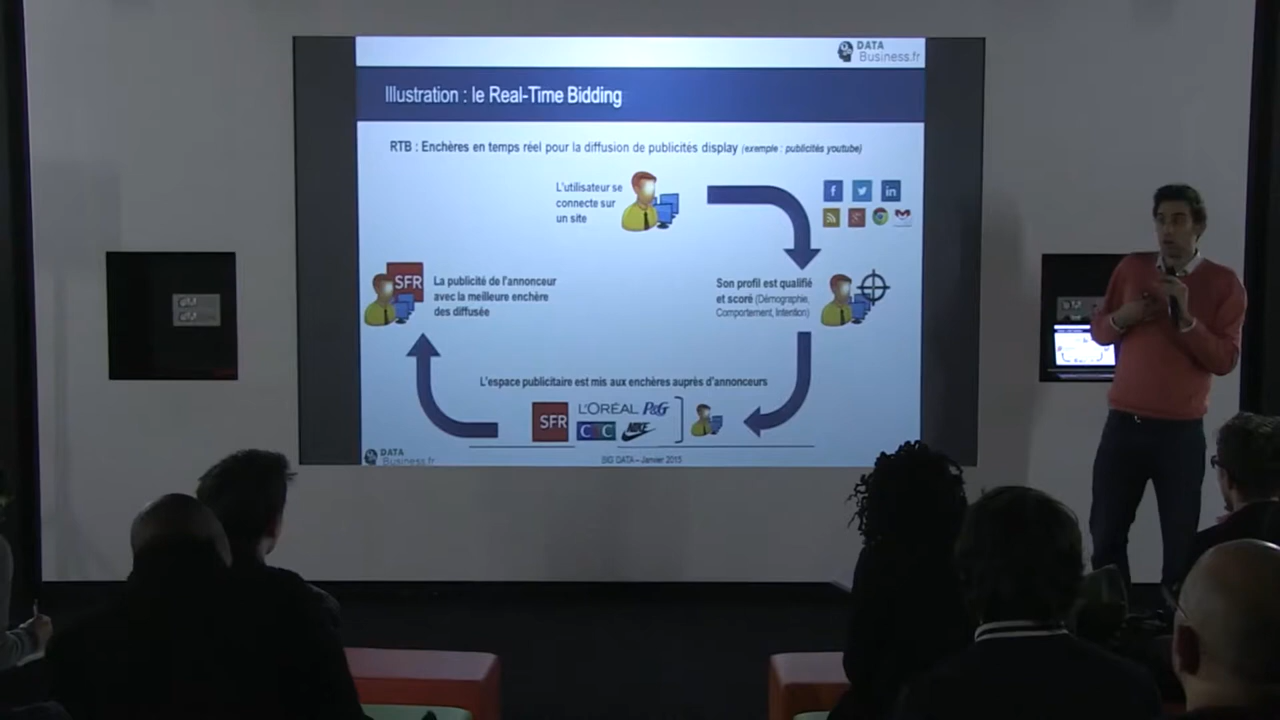 DATA
Business.fr
Illustration : le Real-Time Bidding
RTB : Enchères en temps réel pour la diffusion de publicités display (exemple : publicités youtube)
L'utilisateur se
connecte sur
un site
SFR
La publicité de l'annonceur
avec la meilleure enchère
des diffusée
Son profil est qualifié
et scoré (Démographie,
Comportement, Intention)
L'espace publicitaire est mis aux enchères auprès d'annonceurs
SFR
L'ORÉAL P&G
CIC NIKE
DATA
Business.fr
BIG DATA – Janvier 2015